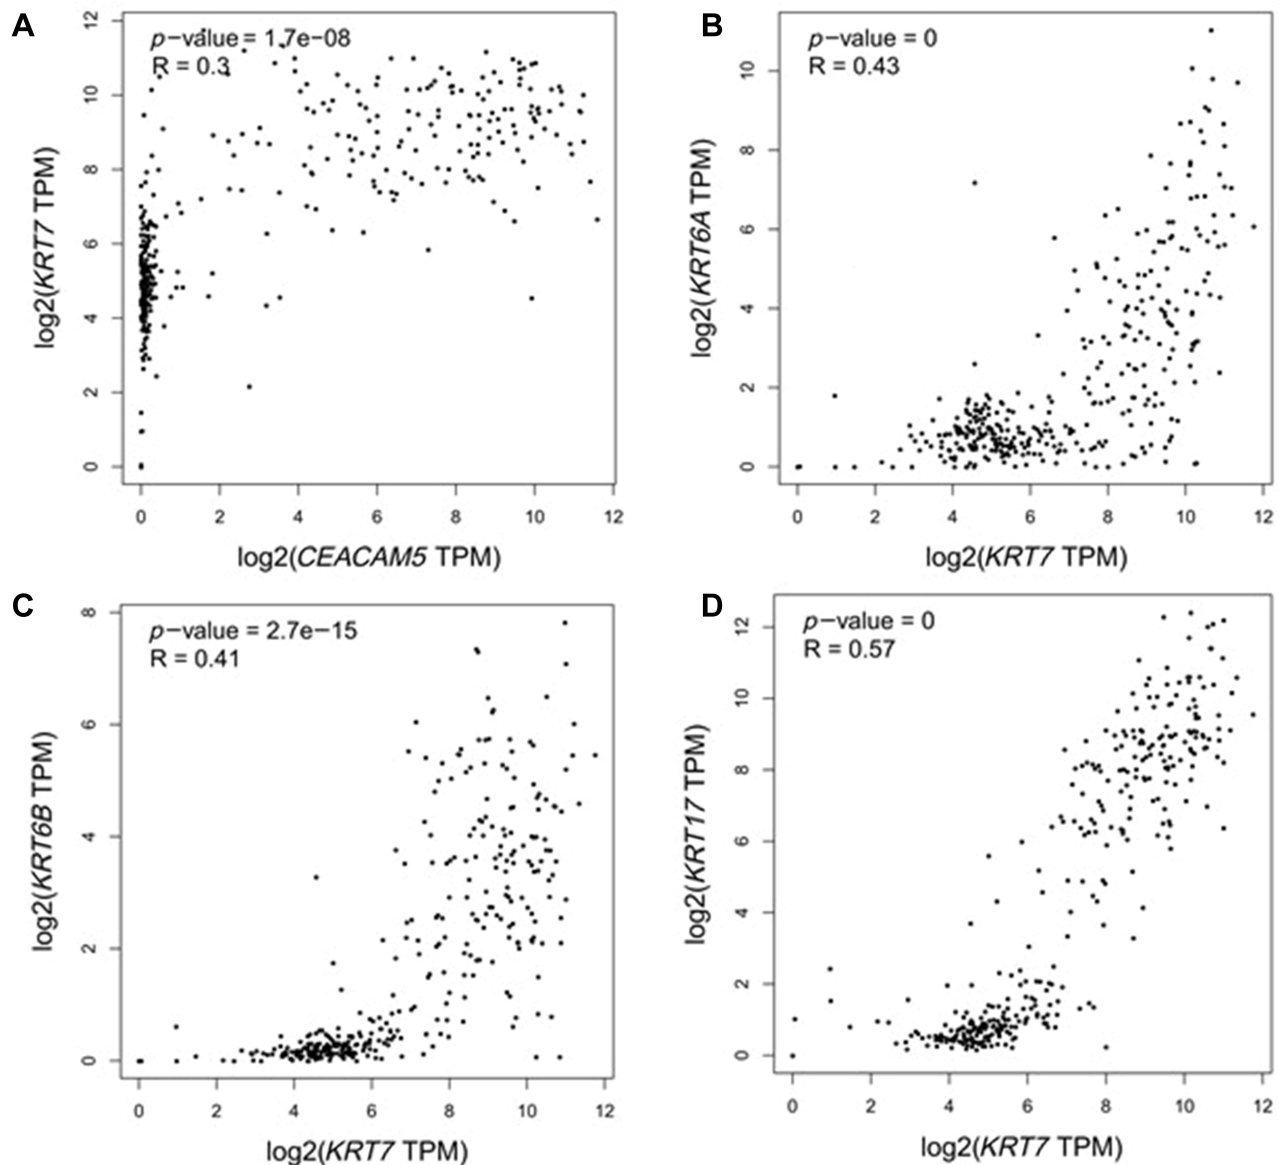 A
p−value = 1.7e−08
R = 0.3
12
10
8
6
4
2
0
log2(KRT7 TPM)
0 2 4 6 8 10 12
log2(CEACAM5 TPM)
B
p−value = 0
R = 0.43
10
8
6
4
2
0
log2(KRT6A TPM)
0 2 4 6 8 10 12
log2(KRT7 TPM)
C
p−value = 2.7e−15
R = 0.41
8
6
4
2
0
log2(KRT6B TPM)
0 2 4 6 8 10 12
log2(KRT7 TPM)
D
p−value = 0
R = 0.57
12
10
8
6
4
2
0
log2(KRT17 TPM)
0 2 4 6 8 10 12
log2(KRT7 TPM)